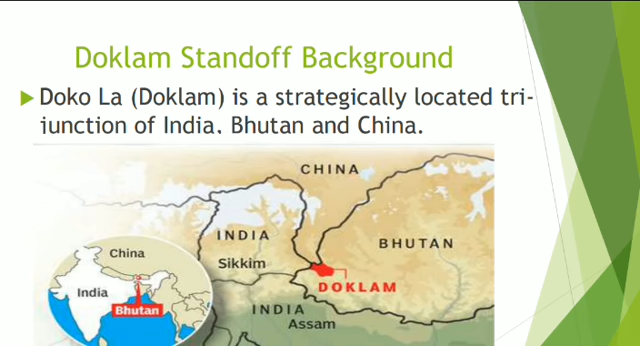 Doklam Standoff Background
Doko La (Doklam) is a strategically located tri-
junction of India, Bhutan and China.
CHINA
INDIA
Sikkim
BHUTAN
DOKLAM
INDIA
Assam
China
India
Bhutan